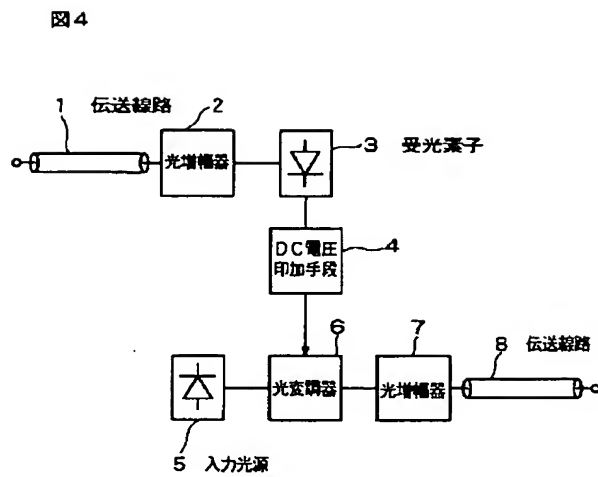 図4
1 伝送線路
2
光増幅器
3 受光素子
DC電圧
印加手段
4
6
7
8 伝送線路
光変調器
光増幅器
5 入力光源